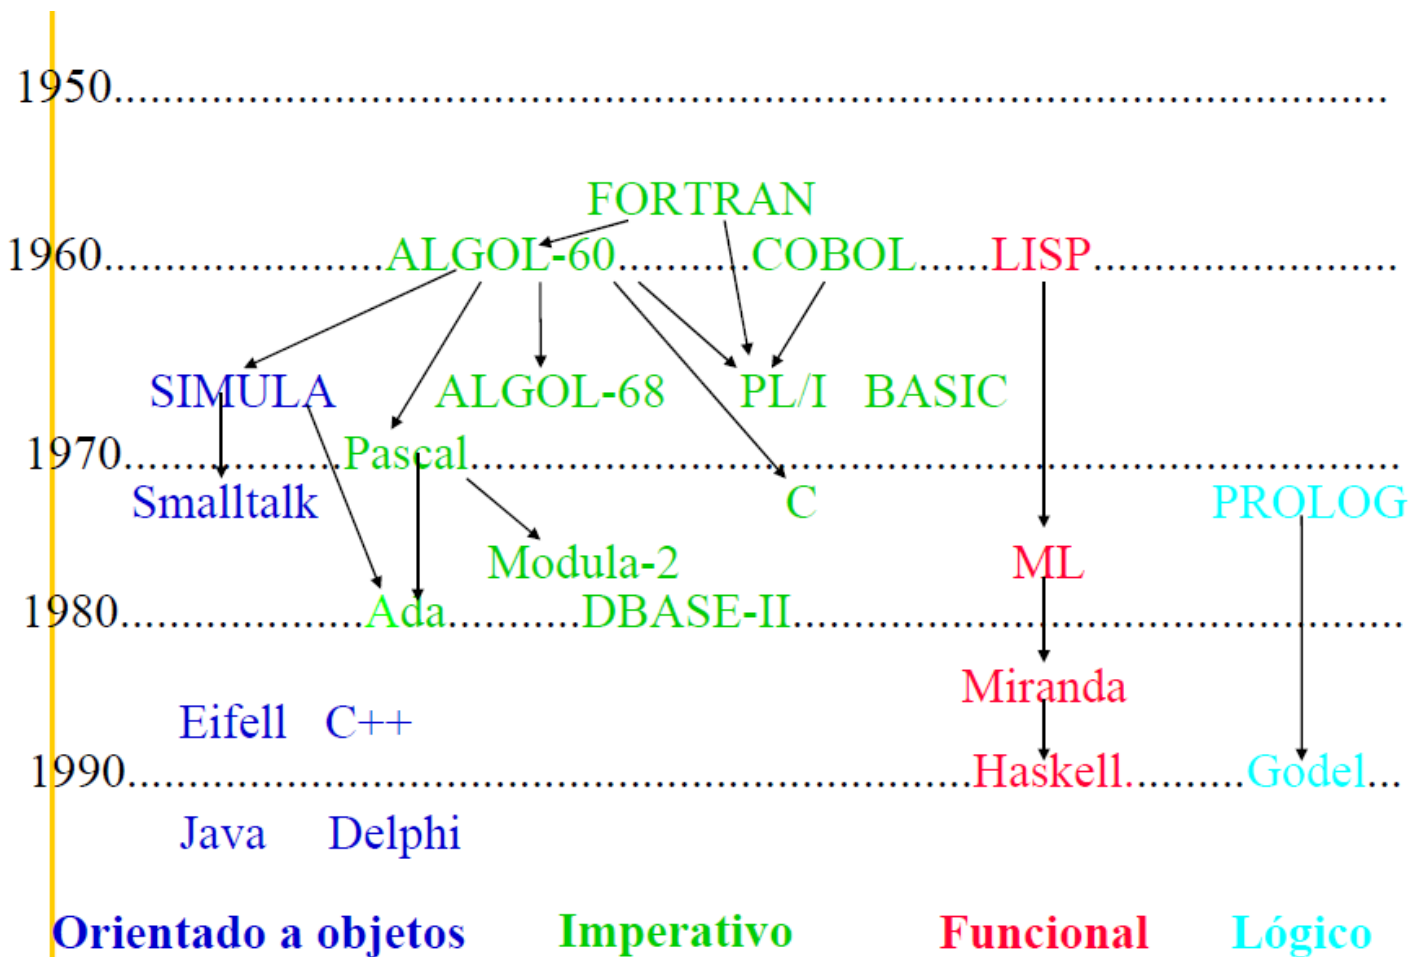 1950........................................................................................................
FORTRAN
1960.......................ALGOL-60...........COBOL......LISP.........................
SIMULA ALGOL-68 PL/I BASIC
1970..................Pascal............................................................................
Smalltalk C PROLOG
Modula-2 ML
1980....................Ada...........DBASE-II..................................................
Miranda
Eifell C++
1990.....................................................................Haskell..........Godel...
Java Delphi
Orientado a objetos Imperativo Funcional Lógico